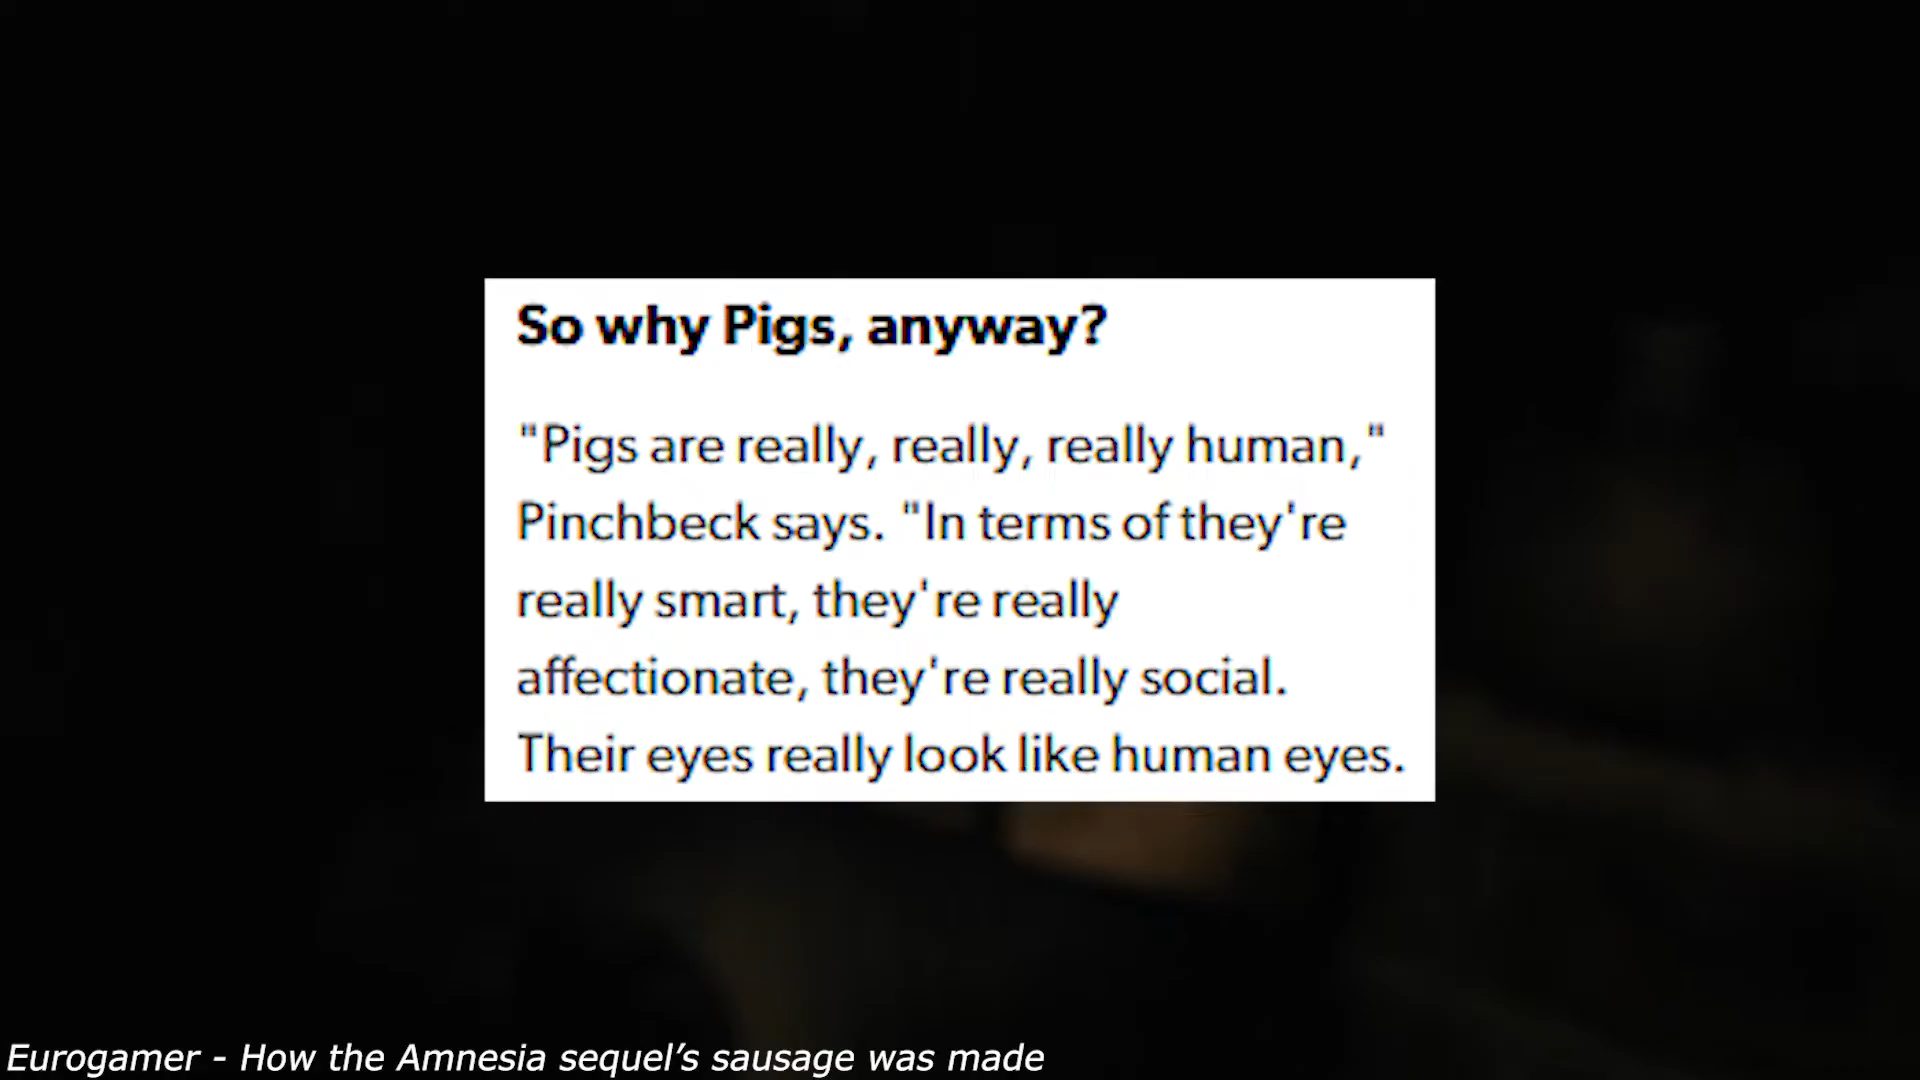 So why Pigs, anyway?
"Pigs are really, really, really human,"
Pinchbeck says. "In terms of they're
really smart, they're really
affectionate, they're really social.
Their eyes really look like human eyes.
Eurogamer - How the Amnesia sequel’s sausage was made